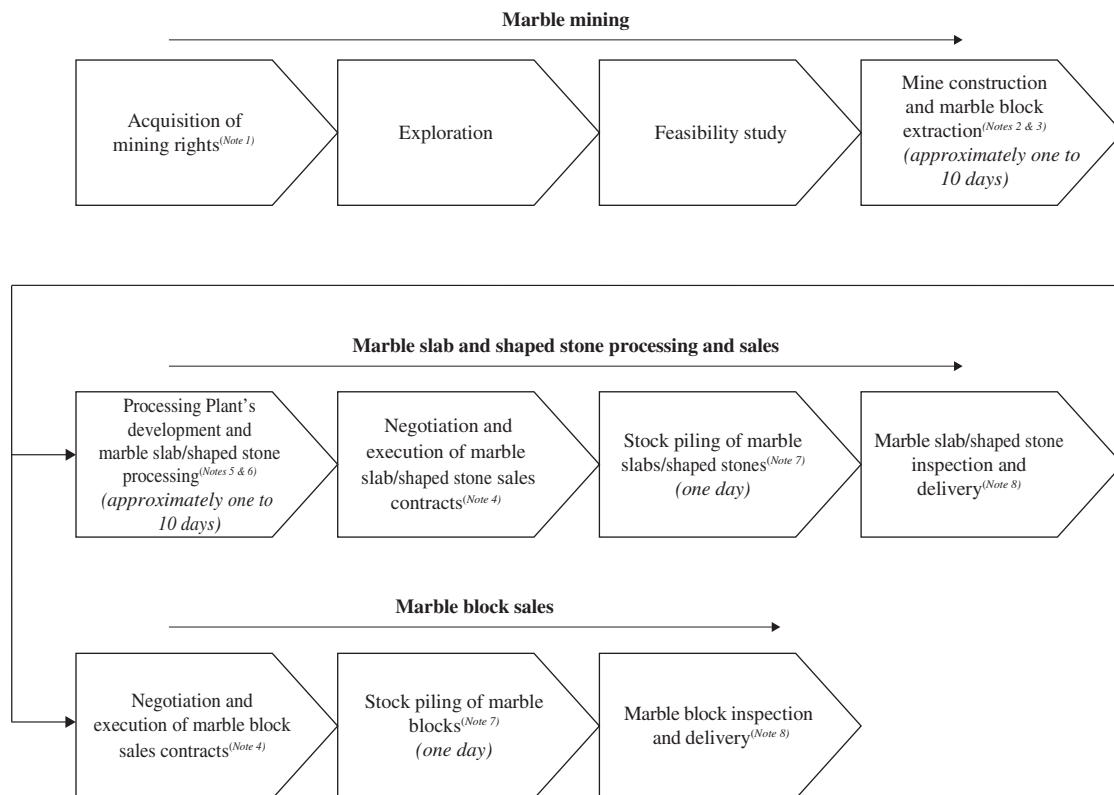 Marble mining
Acquisition of
mining rights(Note 1)
Exploration
Feasibility study
Mine construction
and marble block
extraction(Notes 2 & 3)
(approximately one to
10 days)
Marble slab and shaped stone processing and sales
Processing Plant’s
development and
marble slab/shaped stone
processing(Notes 5 & 6)
(approximately one to
10 days)
Negotiation and
execution of marble
slab/shaped stone sales
contracts(Note 4)
Stock piling of marble
slabs/shaped stones(Note 7)
(one day)
Marble slab/shaped stone
inspection and
delivery(Note 8)
Marble block sales
Negotiation and
execution of marble block
sales contracts(Note 4)
Stock piling of marble
blocks(Note 7)
(one day)
Marble block inspection
and delivery(Note 8)